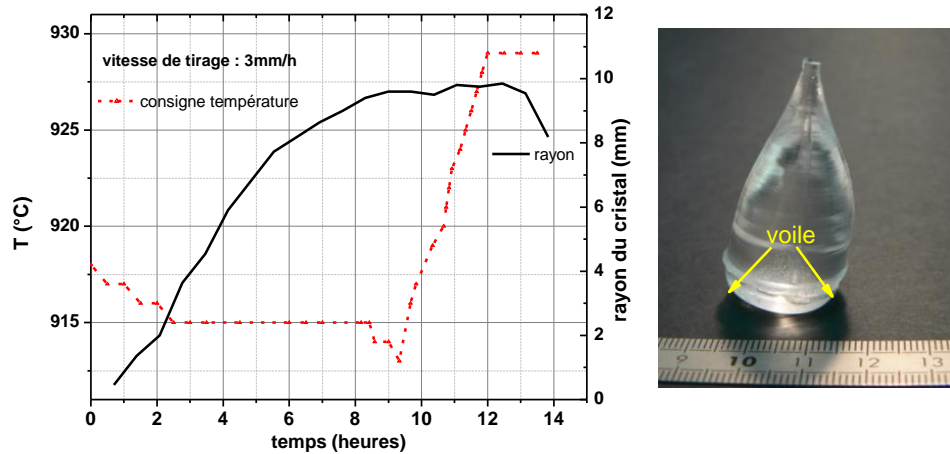 930
925
920
915
T (°C)
vitesse de tirage : 3mm/h
consigne température
rayon
12
10
8
6
4
2
0
rayon du cristal (mm)
0 2 4 6 8 10 12 14
temps (heures)
voile
9 10 11 12 13